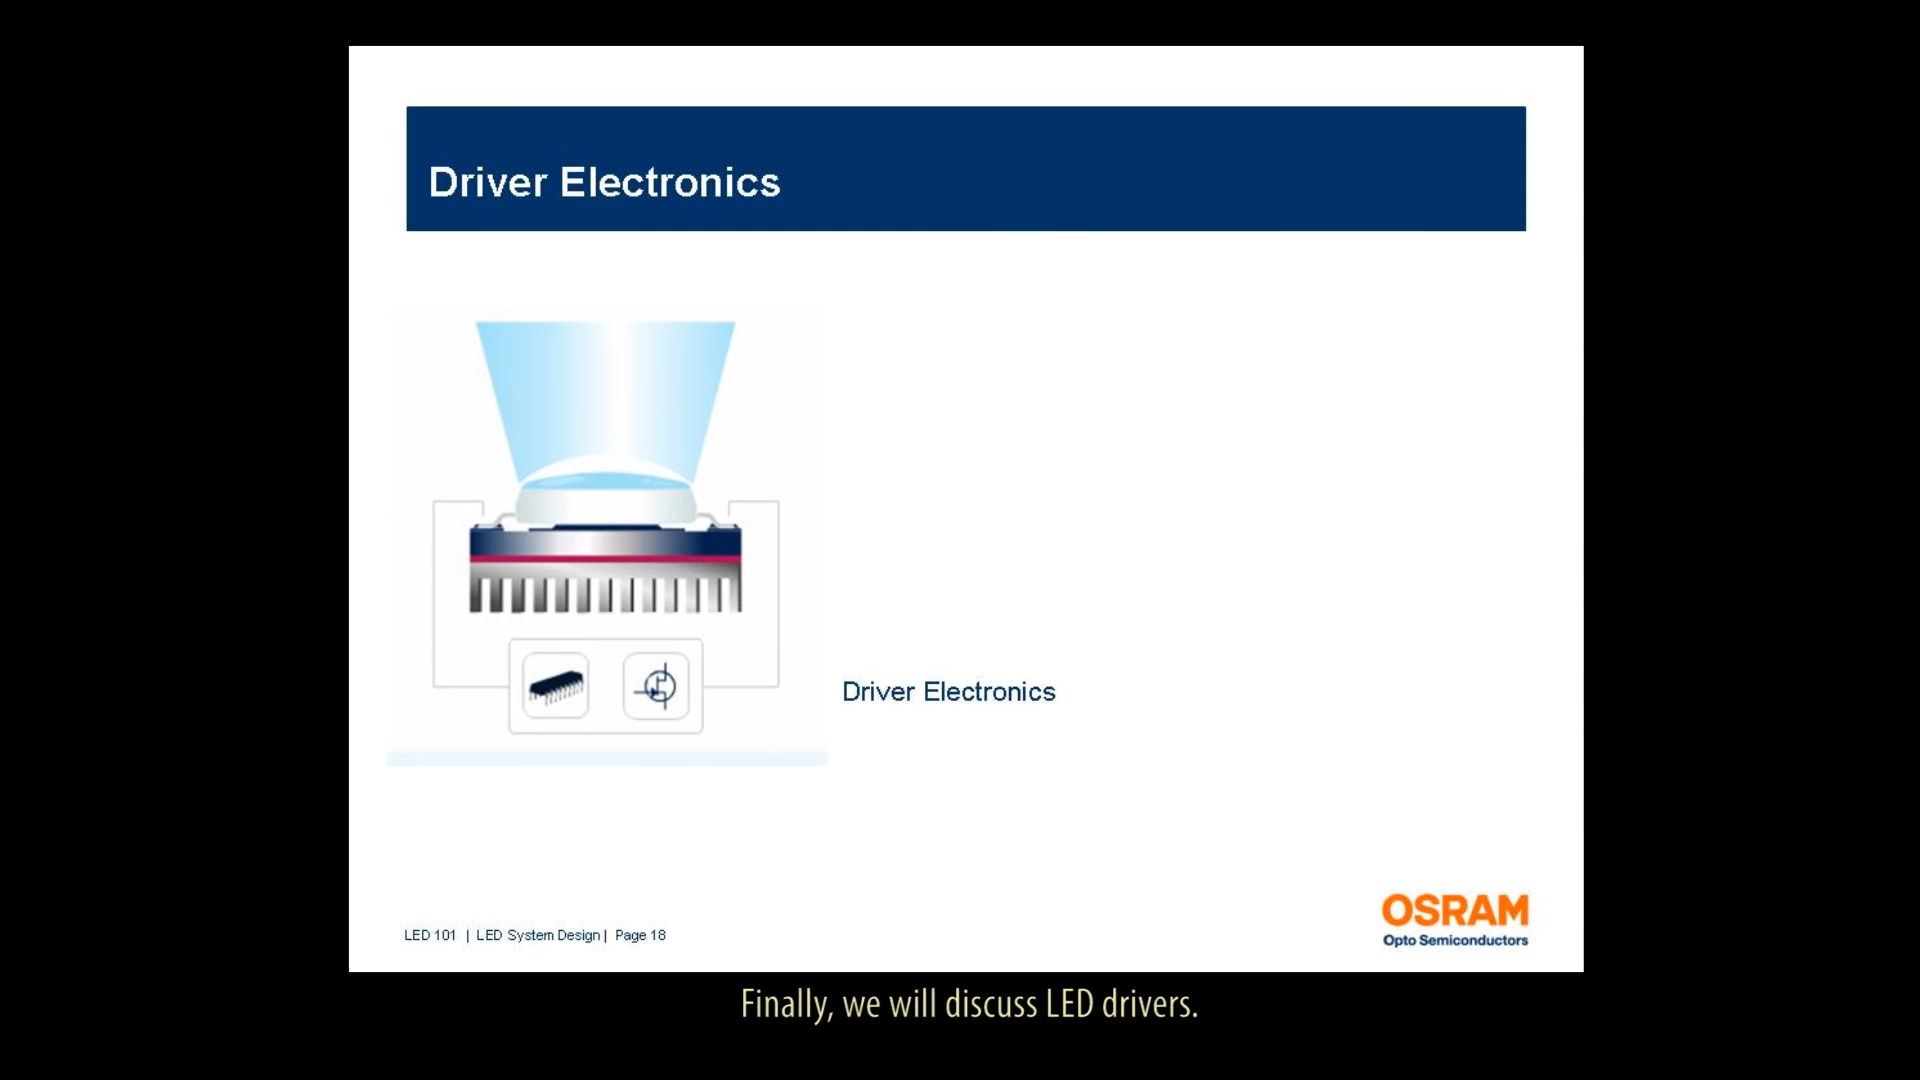 Driver Electronics
Driver Electronics
LED 101 | LED System Design | Page 18
OSRAM
Opto Semiconductors
Finally, we will discuss LED drivers.